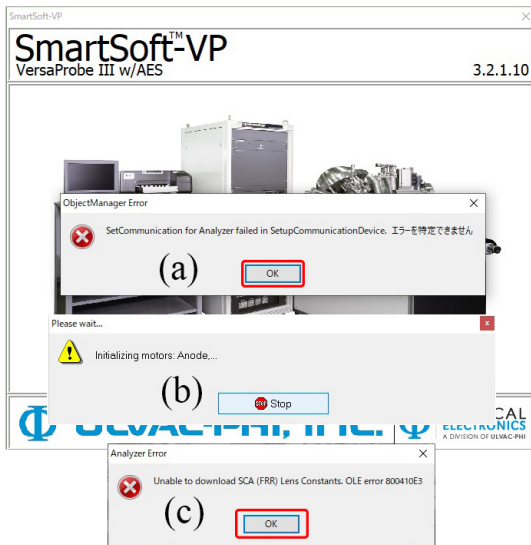 SmartSoft-VP
SmartSoft™-VP
VersaProbe III w/AES
3.2.1.10
ObjectManager Error
SetCommunication for Analyzer failed in SetupCommunicationDevice. エラーを特定できません
(a)
OK
Please wait...
Initializing motors: Anode,...
(b)
STOP Stop
ULVAC-PHI, INC.
ELECTRONICS
A DIVISION OF ULVAC-PHI
Analyzer Error
Unable to download SCA (FRR) Lens Constants. OLE error 800410E3
(c)
OK